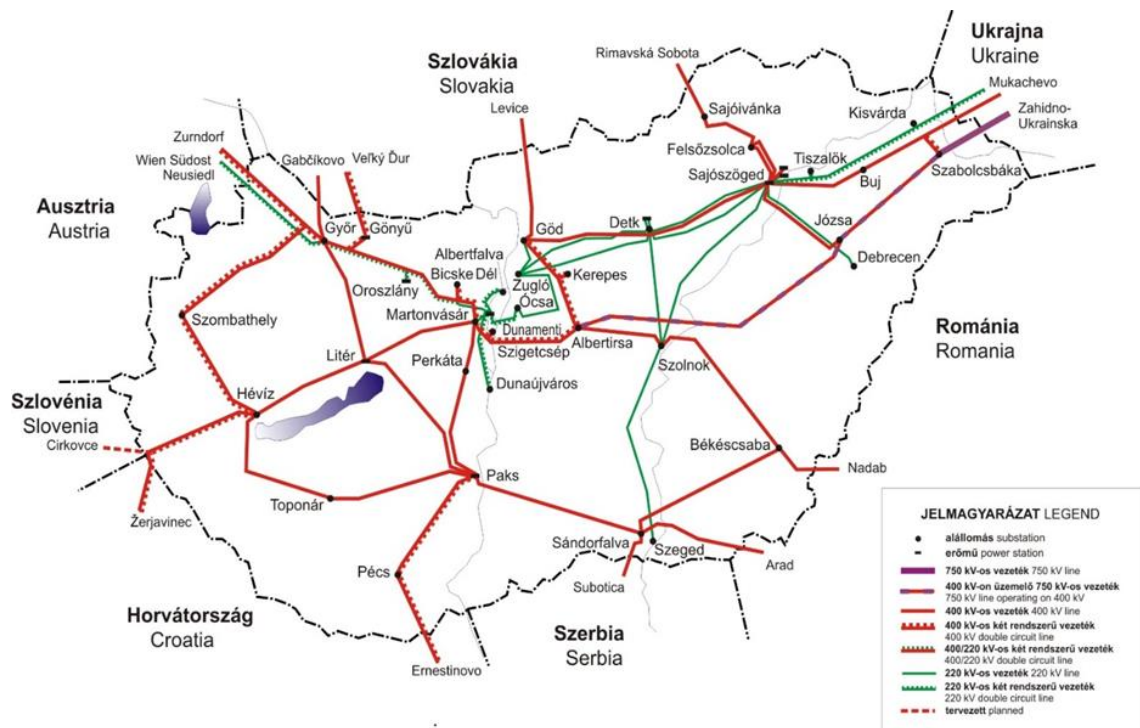 Ukrajna
Ukraine
Rimavská Sobota
Szlovákia
Slovakia
Mukachevo
Levice
Sajóivánka
Kisvárda
Zahidno-
Ukrainska
Zurndorf
Felsőzsolca
Tiszalök
Wien Südost
Neusiedl
Gabčíkovo
Veľký Ďur
Sajószöged
Buj
Szabolcsbáka
Ausztria
Austria
Győr
Gönyű
Göd
Detk
Józsa
Albertfalva
Bicske Dél
Kerepes
Debrecen
Oroszlány
Zugló
Ócsa
Szombathely
Martonvásár
Dunamenti
Albertirsa
Románia
Romania
Szigetcsép
Litér
Perkáta
Szolnok
Dunaújváros
Hévíz
Szlovénia
Slovenia
Cirkovce
Békéscsaba
Nadab
Paks
Toponár
Žerjavinec
Sándorfalva
Szeged
Arad
Pécs
Subotica
Horvátország
Croatia
Szerbia
Serbia
Ernestinovo
JELMAGYARÁZAT LEGEND
alállomás substation
erőmű power station
750 kV-os vezeték 750 kV line
400 kV-on üzemelő 750 kV-os vezeték
750 kV line operating on 400 kV
400 kV-os vezeték 400 kV line
400 kV-os két rendszerű vezeték
400 kV double circuit line
400/220 kV-os két rendszerű vezeték
400/220 kV double circuit line
220 kV-os vezeték 220 kV line
220 kV-os két rendszerű vezeték
220 kV double circuit line
tervezett planned